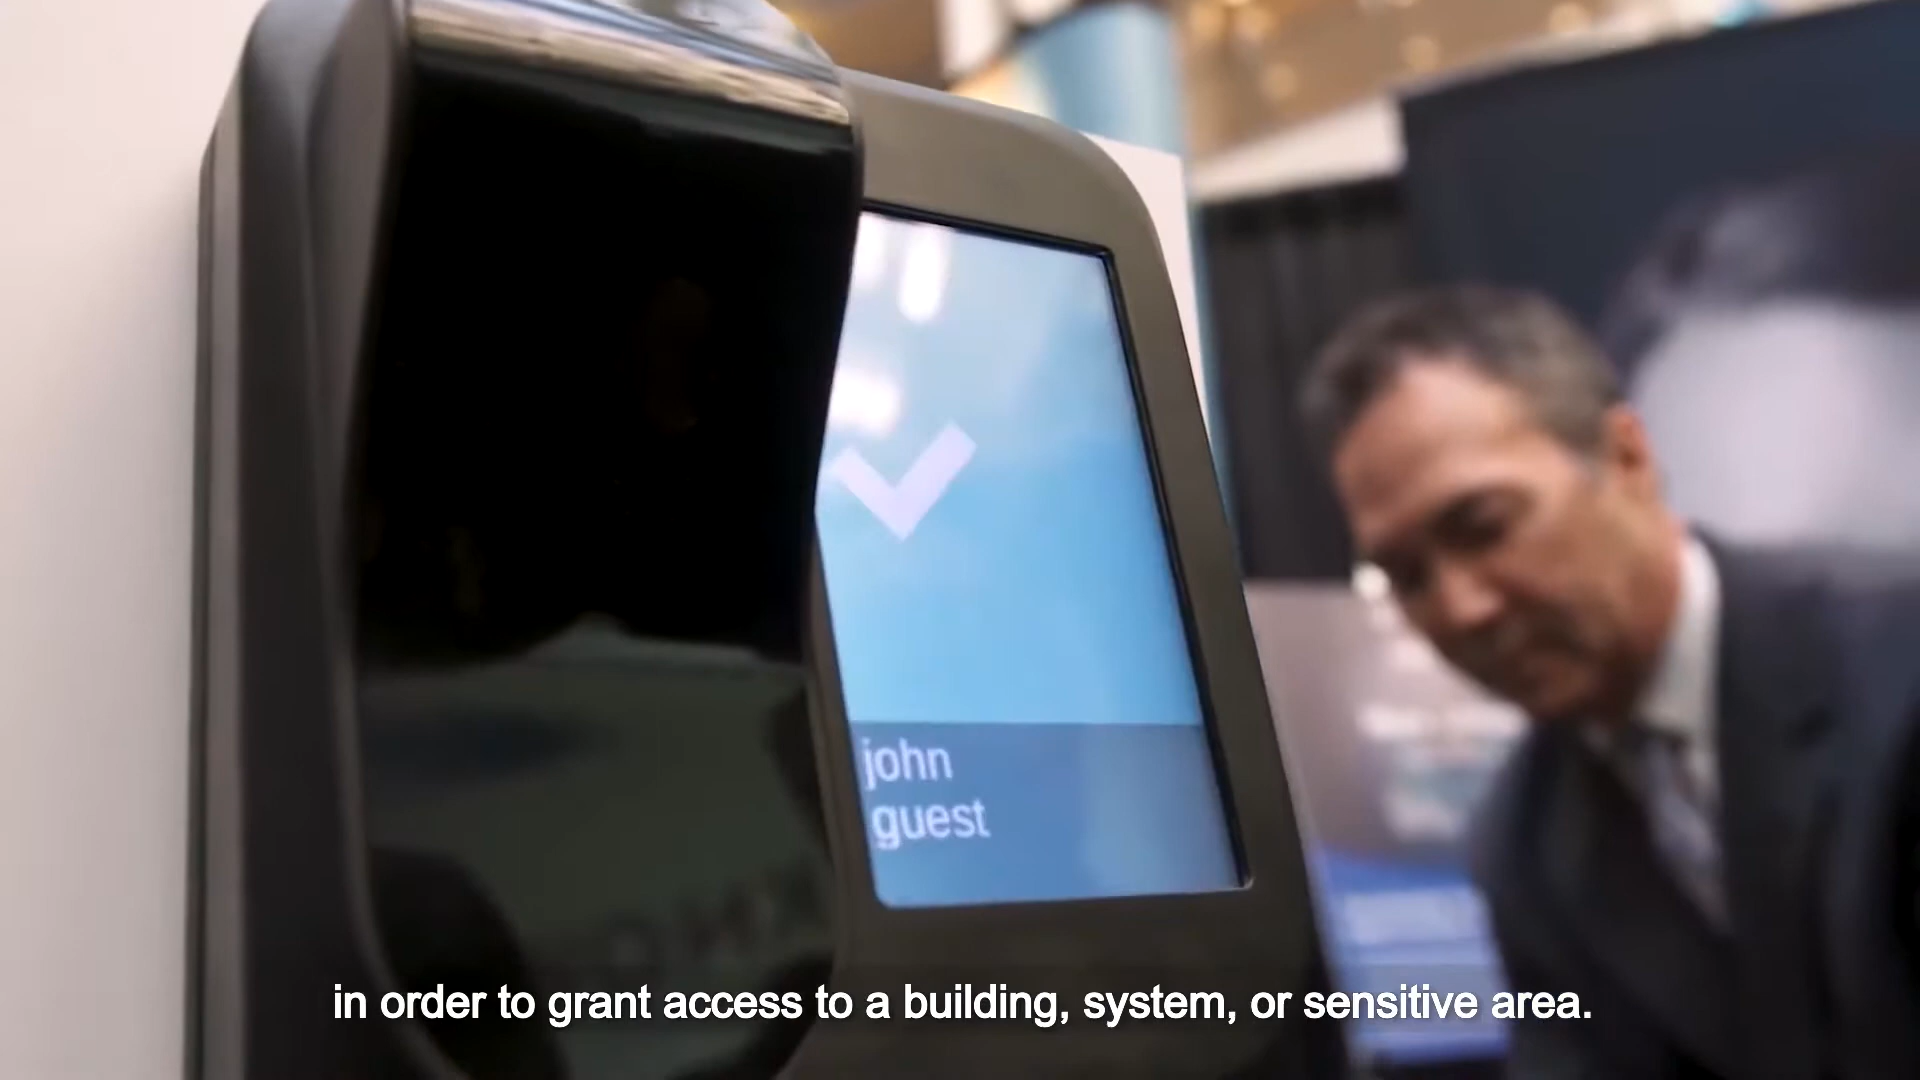 john
guest
in order to grant access to a building, system, or sensitive area.